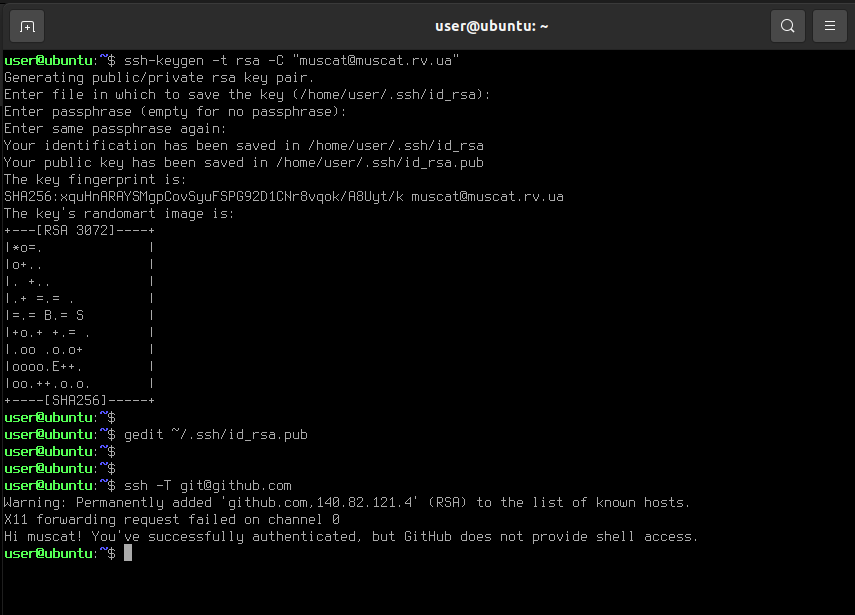 user@ubuntu: ~
user@ubuntu:~$ ssh-keygen -t rsa -C "muscat@muscat.rv.ua"
Generating public/private rsa key pair.
Enter file in which to save the key (/home/user/.ssh/id_rsa):
Enter passphrase (empty for no passphrase):
Enter same passphrase again:
Your identification has been saved in /home/user/.ssh/id_rsa
Your public key has been saved in /home/user/.ssh/id_rsa.pub
The key fingerprint is:
SHA256:xquHnARAYSMgpCovSyuFSPG92D1CNr8vqok/A8Uyt/k muscat@muscat.rv.ua
The key's randomart image is:
+---[RSA 3072]----+
|*o=.             |
|o+..             |
|. +..            |
|.+ =.= .         |
|=.= B.= S        |
|+o.+ +.= .       |
|.oo .o.o+        |
|oooo.E++.        |
|oo.++.o.o.       |
+----[SHA256]-----+
user@ubuntu:~$
user@ubuntu:~$ gedit ~/.ssh/id_rsa.pub
user@ubuntu:~$
user@ubuntu:~$
user@ubuntu:~$ ssh -T git@github.com
Warning: Permanently added 'github.com,140.82.121.4' (RSA) to the list of known hosts.
X11 forwarding request failed on channel 0
Hi muscat! You've successfully authenticated, but GitHub does not provide shell access.
user@ubuntu:~$